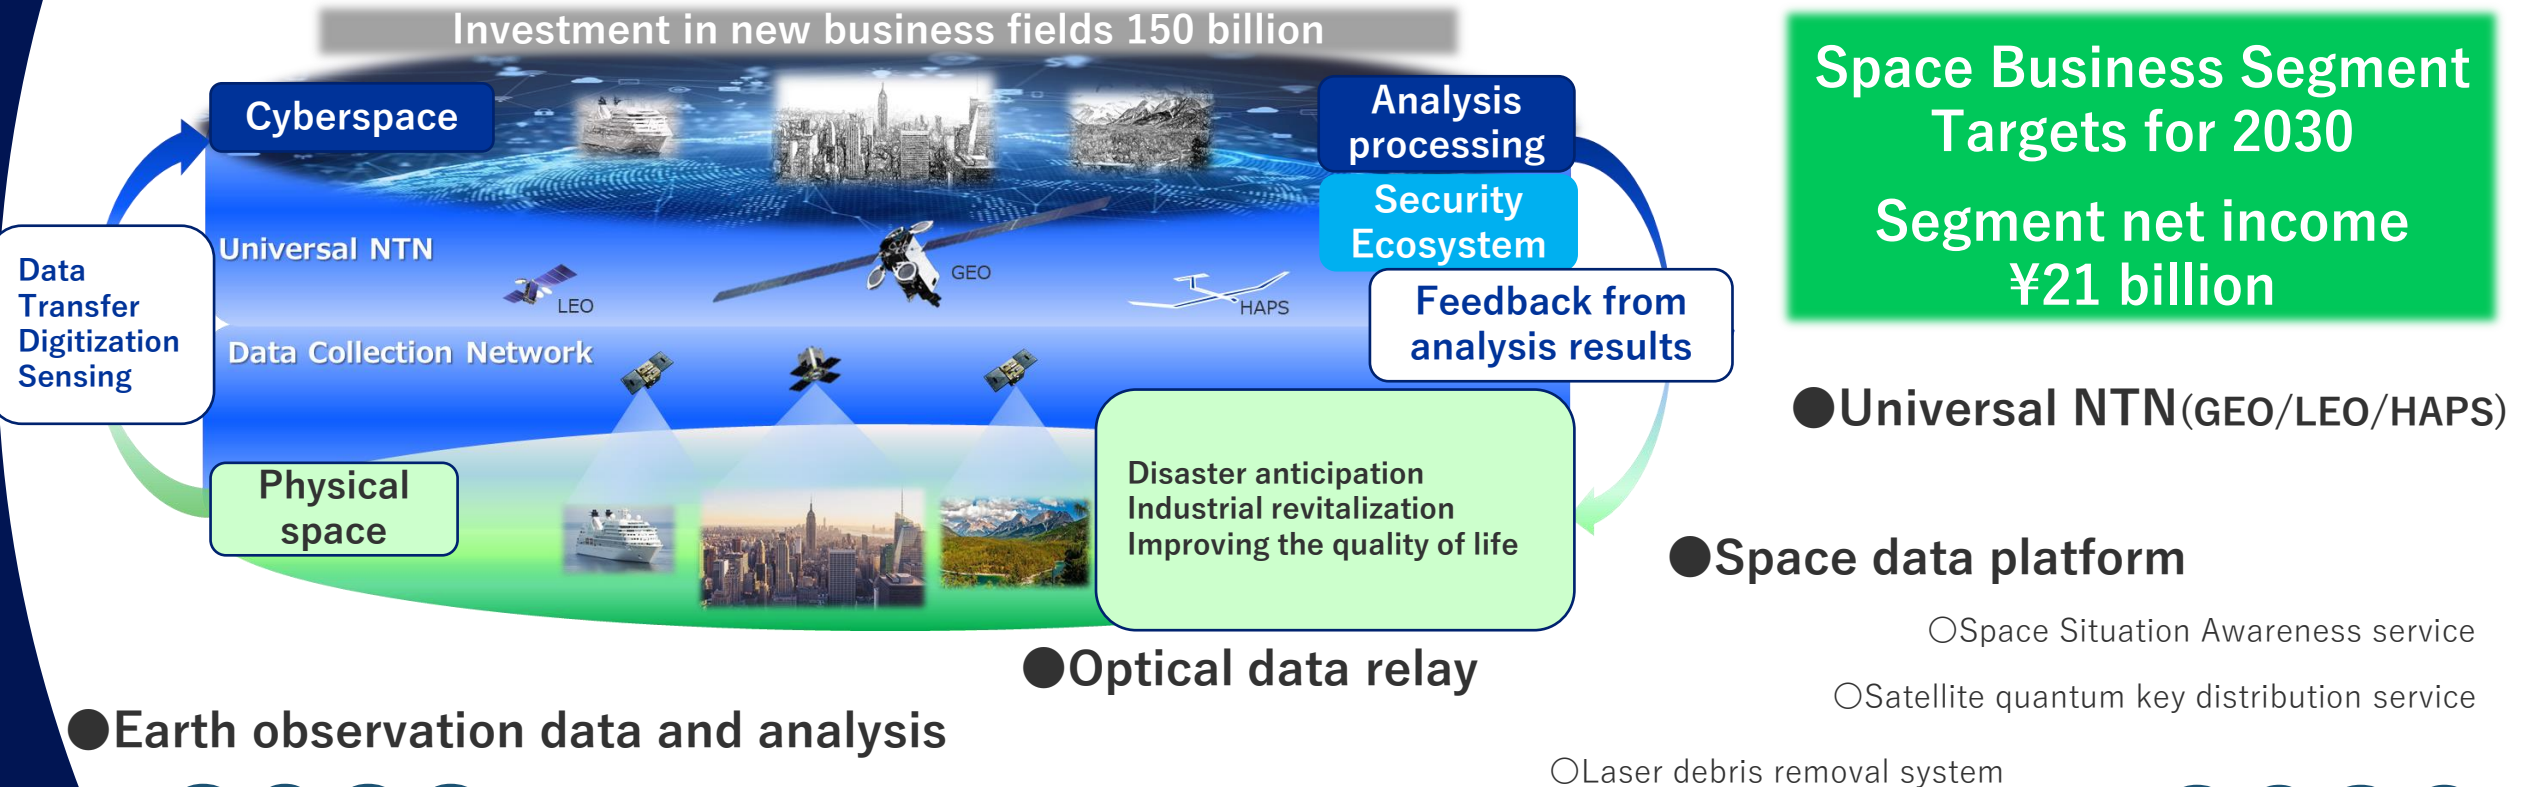 Investment in new business fields 150 billion
Cyberspace
Analysis
processing
Security
Ecosystem
Universal NTN
LEO
GEO
HAPS
Data
Transfer
Digitization
Sensing
Feedback from
analysis results
Data Collection Network
Physical
space
Disaster anticipation
Industrial revitalization
Improving the quality of life
Space Business Segment
Targets for 2030
Segment net income
¥21 billion
●Universal NTN(GEO/LEO/HAPS)
●Space data platform
○Space Situation Awareness service
●Optical data relay
○Satellite quantum key distribution service
●Earth observation data and analysis
○Laser debris removal system